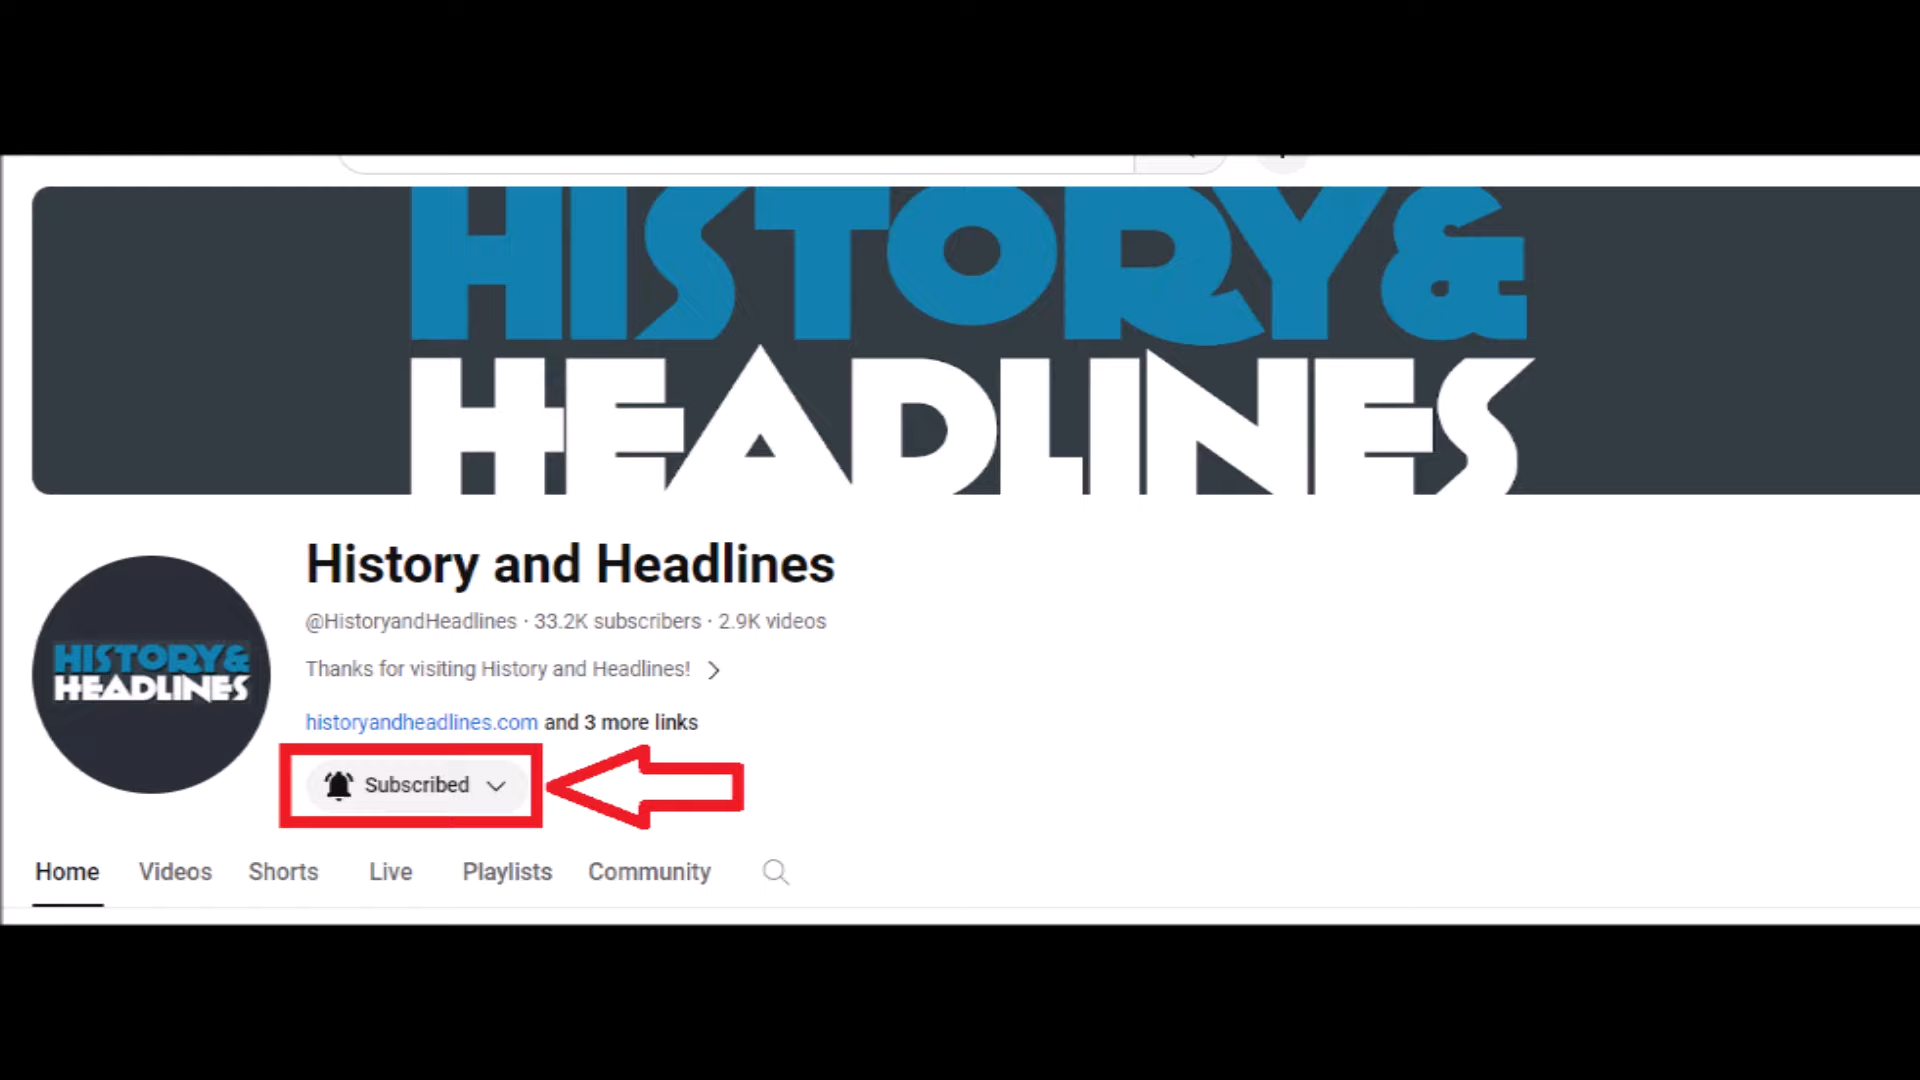 HISTORY&
HEADLINES
History and Headlines
@HistoryandHeadlines · 33.2K subscribers · 2.9K videos
Thanks for visiting History and Headlines!
HISTORY&
HEADLINES
historyandheadlines.com and 3 more links
Subscribed
Home Videos Shorts Live Playlists Community